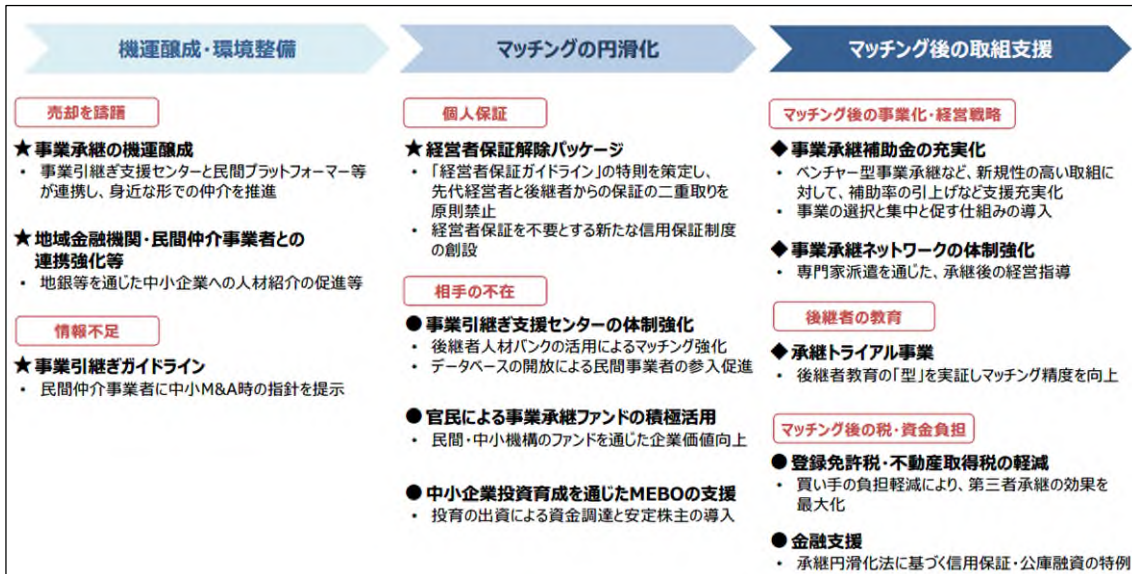 機運醸成・環境整備
売却を躊躇
★事業承継の機運醸成
・ 事業引継ぎ支援センターと民間プラットフォーマー等
が連携し、身近な形での仲介を推進
★地域金融機関・民間仲介事業者との
連携強化等
・ 地銀等を通じた中小企業への人材紹介の促進等
情報不足
★事業引継ぎガイドライン
・ 民間仲介事業者に中小M&A時の指針を提示
マッチングの円滑化
個人保証
★経営者保証解除パッケージ
・ 「経営者保証ガイドライン」の特則を策定し、
先代経営者と後継者からの保証の二重取りを
原則禁止
・ 経営者保証を不要とする新たな信用保証制度
の創設
相手の不在
●事業引継ぎ支援センターの体制強化
・ 後継者人材バンクの活用によるマッチング強化
・ データベースの開放による民間事業者の参入促進
●官民による事業承継ファンドの積極活用
・ 民間・中小機構のファンドを通じた企業価値向上
●中小企業投資育成を通じたMEBOの支援
・ 投育の出資による資金調達と安定株主の導入
マッチング後の取組支援
マッチング後の事業化・経営戦略
◆事業承継補助金の充実化
・ ベンチャー型事業承継など、新規性の高い取組に
対して、補助率の引上げなど支援充実化
・ 事業の選択と集中と促す仕組みの導入
◆事業承継ネットワークの体制強化
・ 専門家派遣を通じた、承継後の経営指導
後継者の教育
◆承継トライアル事業
・ 後継者教育の「型」を実証しマッチング精度を向上
マッチング後の税・資金負担
●登録免許税・不動産取得税の軽減
・ 買い手の負担軽減により、第三者承継の効果を
最大化
●金融支援
・ 承継円滑化法に基づく信用保証・公庫融資の特例